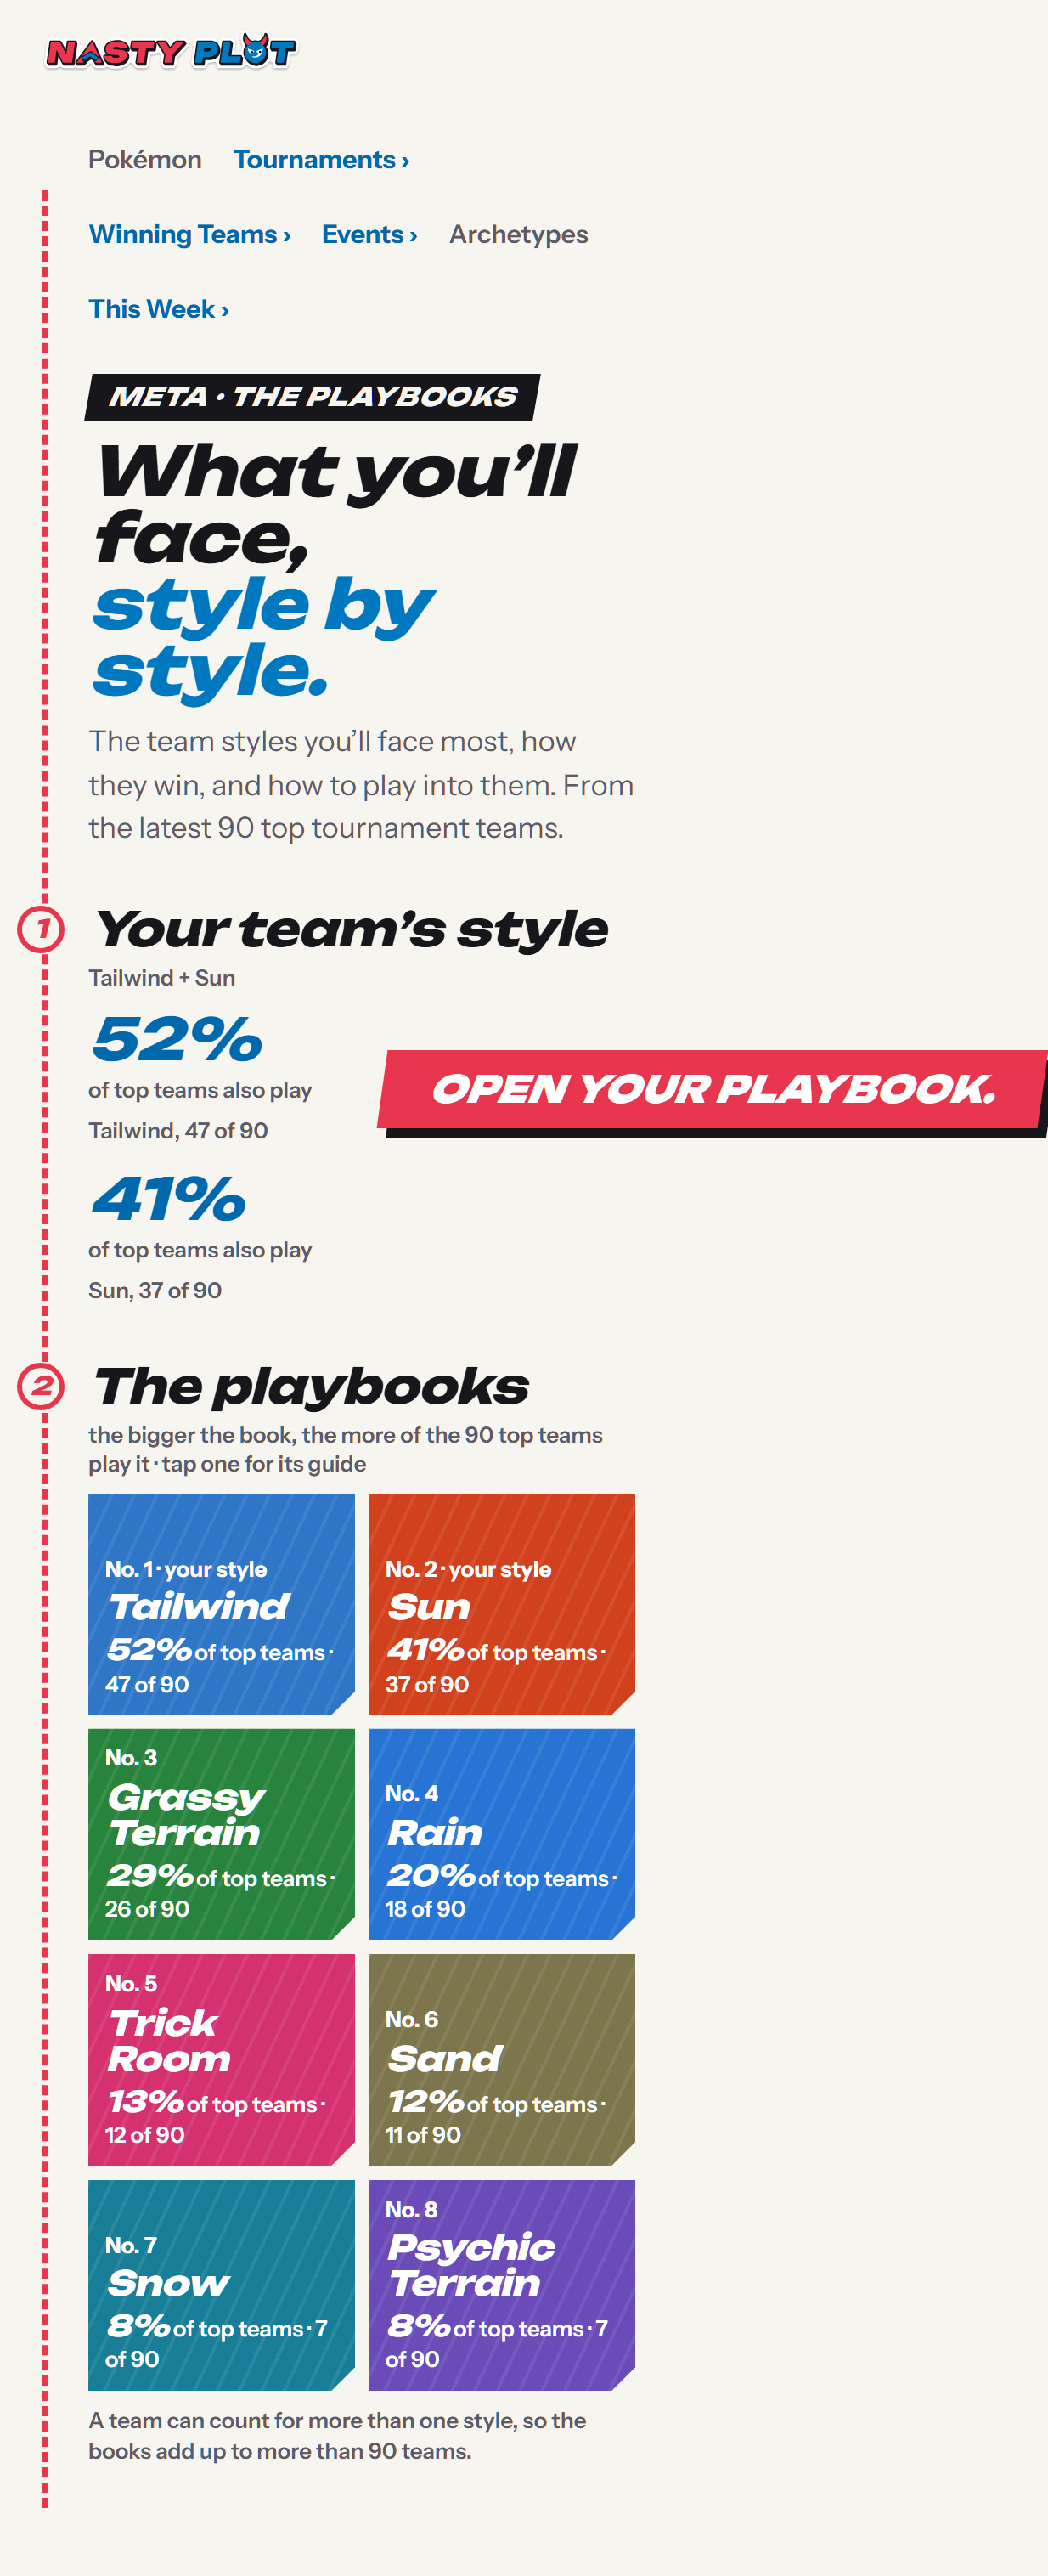 NASTY PLOT
Pokémon Tournaments ›
Winning Teams › Events › Archetypes
This Week ›
META · THE PLAYBOOKS
What you’ll
face,
style by
style.
The team styles you’ll face most, how
they win, and how to play into them. From
the latest 90 top tournament teams.
1 Your team’s style
Tailwind + Sun
52%
of top teams also play
Tailwind, 47 of 90
OPEN YOUR PLAYBOOK.
41%
of top teams also play
Sun, 37 of 90
2 The playbooks
the bigger the book, the more of the 90 top teams
play it · tap one for its guide
No. 1 · your style
Tailwind
52% of top teams ·
47 of 90
No. 2 · your style
Sun
41% of top teams ·
37 of 90
No. 3
Grassy
Terrain
29% of top teams ·
26 of 90
No. 4
Rain
20% of top teams ·
18 of 90
No. 5
Trick
Room
13% of top teams ·
12 of 90
No. 6
Sand
12% of top teams ·
11 of 90
No. 7
Snow
8% of top teams · 7
of 90
No. 8
Psychic
Terrain
8% of top teams · 7
of 90
A team can count for more than one style, so the
books add up to more than 90 teams.